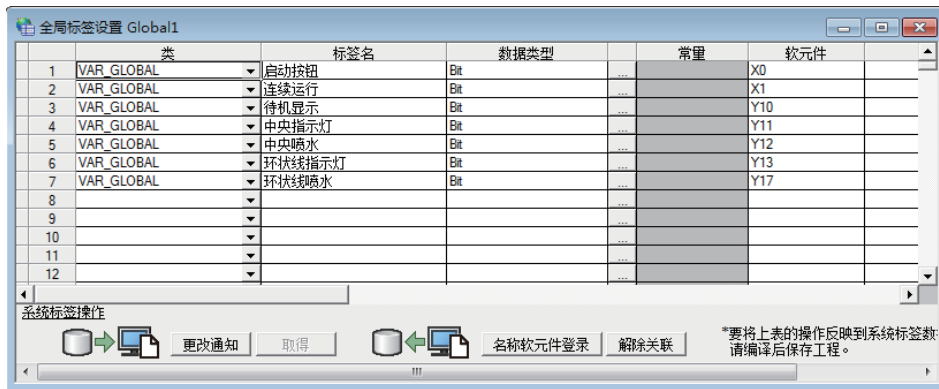 全局标签设置 Global1
类 标签名 数据类型 常量 软元件
1 VAR_GLOBAL 启动按钮 Bit ... X0
2 VAR_GLOBAL 连续运行 Bit ... X1
3 VAR_GLOBAL 待机显示 Bit ... Y10
4 VAR_GLOBAL 中央指示灯 Bit ... Y11
5 VAR_GLOBAL 中央喷水 Bit ... Y12
6 VAR_GLOBAL 环状线指示灯 Bit ... Y13
7 VAR_GLOBAL 环状线喷水 Bit ... Y17
8 ...
9 ...
10 ...
11 ...
12 ...
系统标签操作
更改通知 取得 名称软元件登录 解除关联
*要将上表的操作反映到系统标签数
请编译后保存工程。